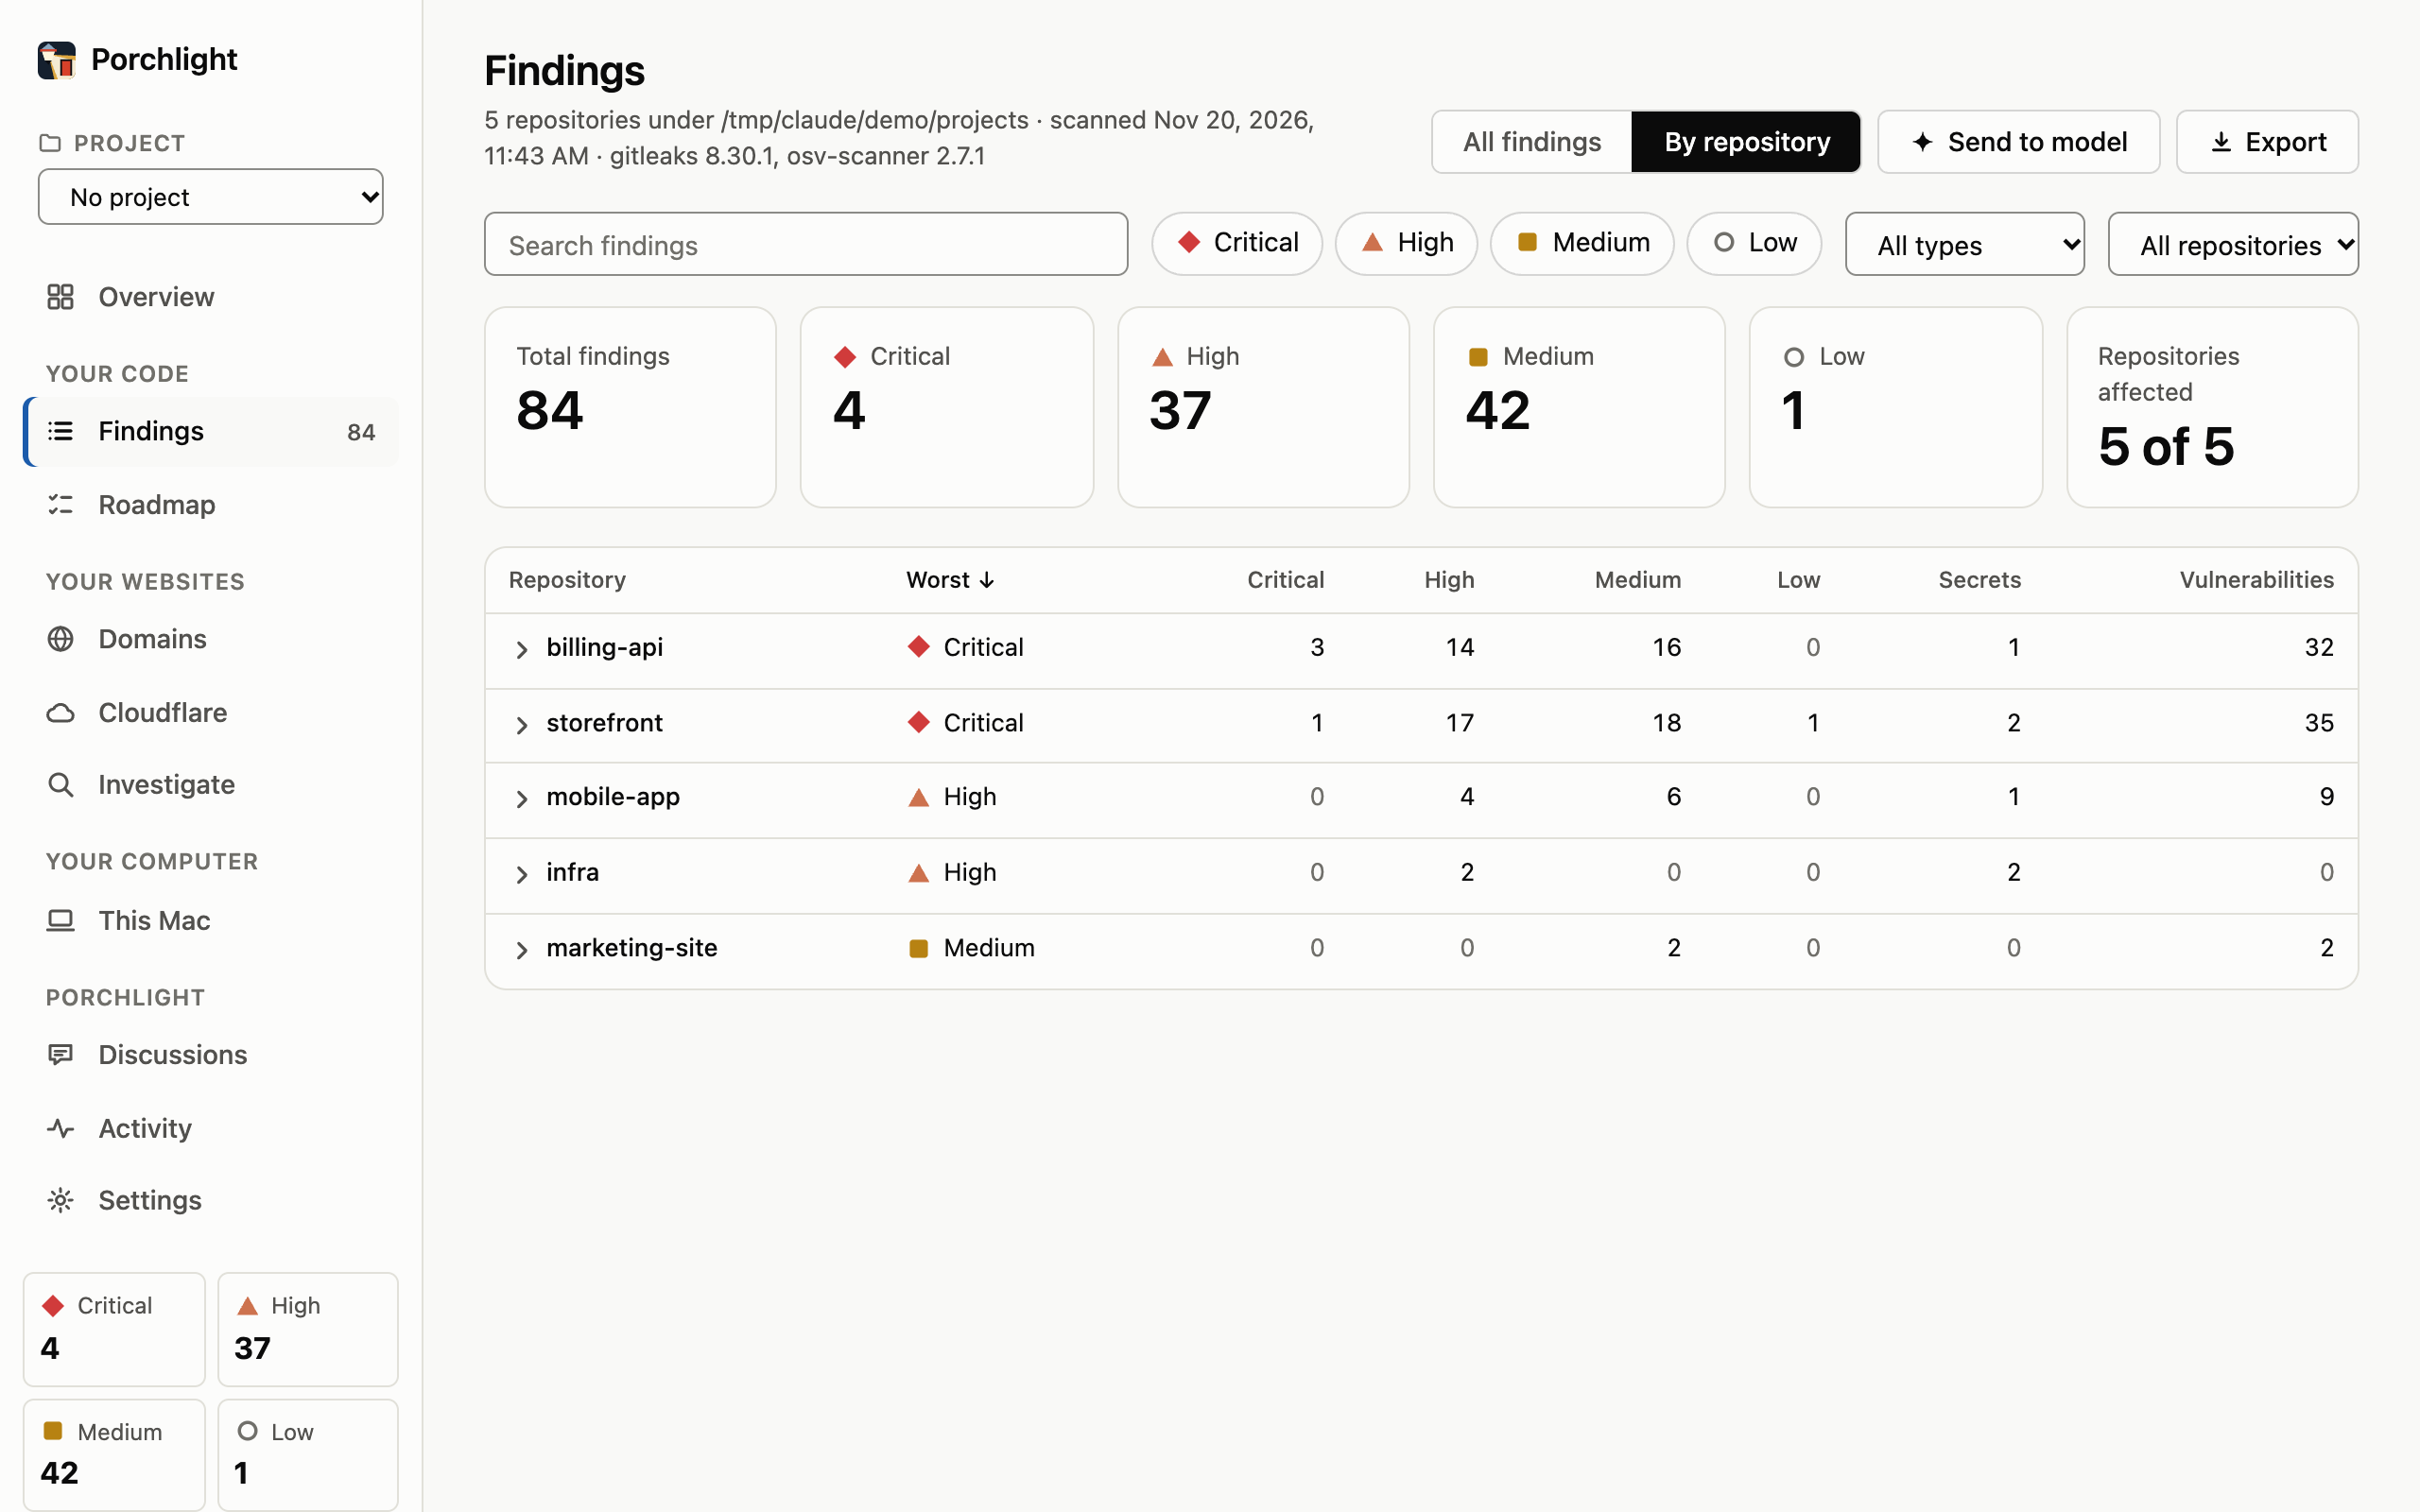 Porchlight
PROJECT
No project
Overview
YOUR CODE
Findings 84
Roadmap
YOUR WEBSITES
Domains
Cloudflare
Investigate
YOUR COMPUTER
This Mac
PORCHLIGHT
Discussions
Activity
Settings
Critical
4
High
37
Medium
42
Low
1
Findings
5 repositories under /tmp/claude/demo/projects · scanned Nov 20, 2026,
11:43 AM · gitleaks 8.30.1, osv-scanner 2.7.1
All findings By repository Send to model Export
Search findings Critical High Medium Low All types All repositories
Total findings
84
Critical
4
High
37
Medium
42
Low
1
Repositories
affected
5 of 5
Repository Worst ↓ Critical High Medium Low Secrets Vulnerabilities
billing-api Critical 3 14 16 0 1 32
storefront Critical 1 17 18 1 2 35
mobile-app High 0 4 6 0 1 9
infra High 0 2 0 0 2 0
marketing-site Medium 0 0 2 0 0 2